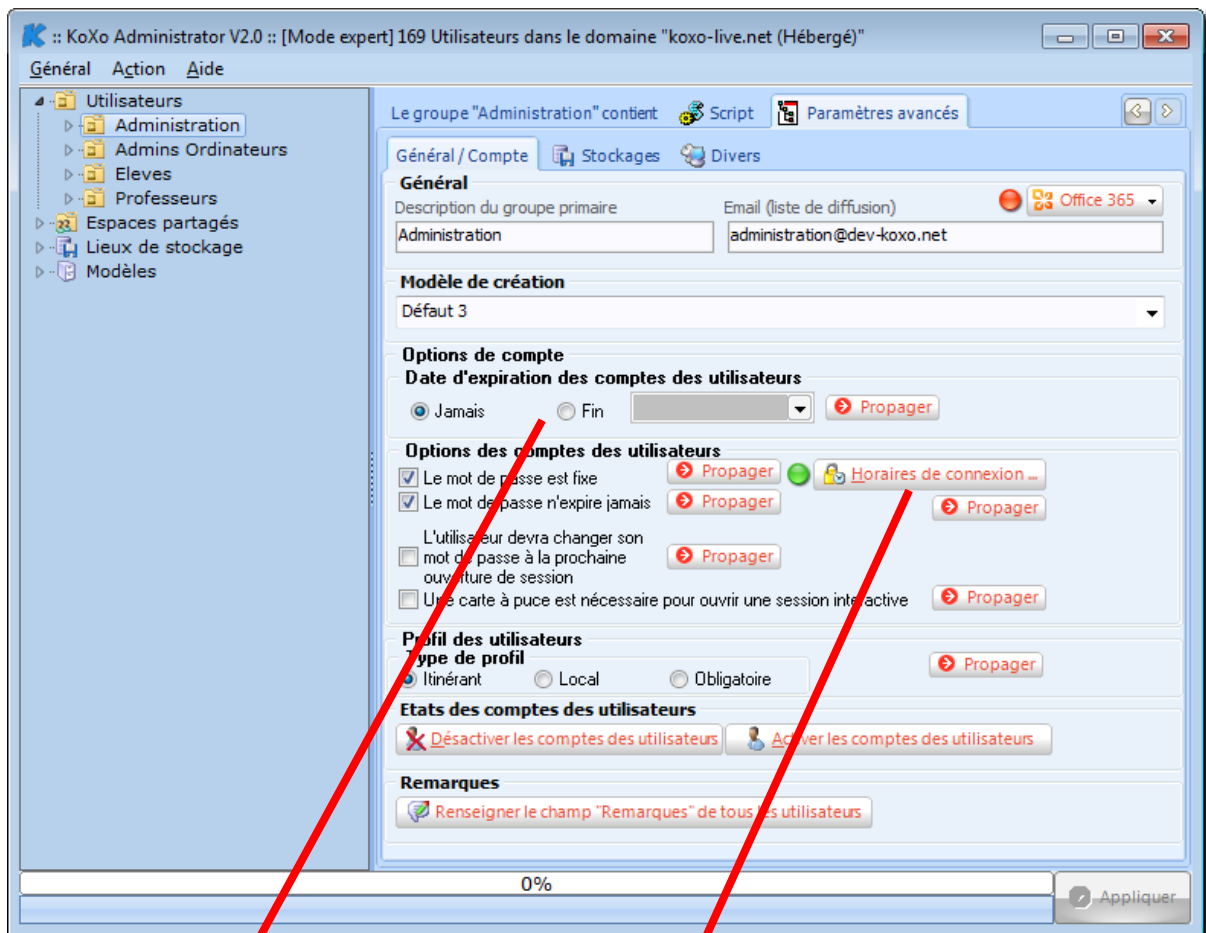 :: KoXo Administrator V2.0 :: [Mode expert] 169 Utilisateurs dans le domaine "koxo-live.net (Hébergé)"
Général Action Aide
Utilisateurs
Administration
Admins Ordinateurs
Eleves
Professeurs
Espaces partagés
Lieux de stockage
Modèles
Le groupe "Administration" contient Script Paramètres avancés
Général / Compte Stockages Divers
Général
Description du groupe primaire Email (liste de diffusion) Office 365
Administration administration@dev-koxo.net
Modèle de création
Défaut 3
Options de compte
Date d'expiration des comptes des utilisateurs
Jamais Fin Propager
Options des comptes des utilisateurs
Le mot de passe est fixe Propager Horaires de connexion ...
Le mot de passe n'expire jamais Propager Propager
L'utilisateur devra changer son
mot de passe à la prochaine Propager
ouverture de session
Une carte à puce est nécessaire pour ouvrir une session interactive Propager
Profil des utilisateurs
Type de profil Propager
Itinérant Local Obligatoire
Etats des comptes des utilisateurs
Désactiver les comptes des utilisateurs Activer les comptes des utilisateurs
Remarques
Renseigner le champ "Remarques" de tous les utilisateurs
0%
Appliquer